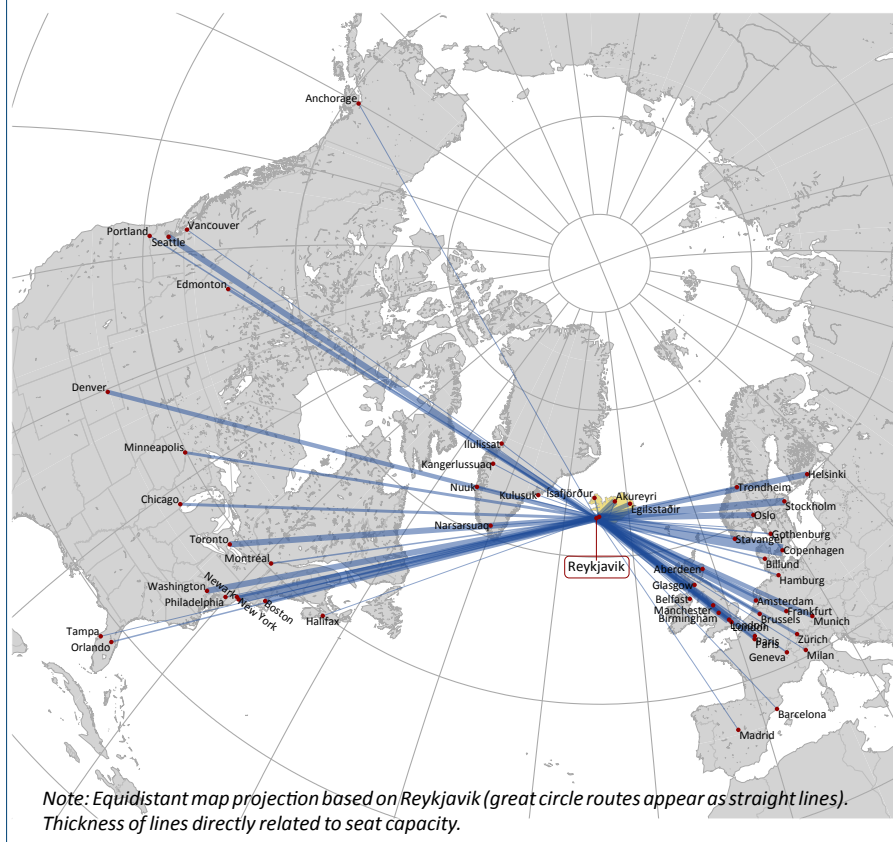 Anchorage
Vancouver
Portland
Seattle
Edmonton
Denver
Minneapolis
Chicago
Toronto
Montréal
Washington
Newark
Philadelphia
New York
Boston
Halifax
Tampa
Orlando
Ilulissat
Kangerlussuaq
Nuuk
Kulusuk
Narsarsuaq
Isafjörður
Akureyri
Egilsstaðir
Reykjavik
Trondheim
Helsinki
Stockholm
Oslo
Gothenburg
Stavanger
Copenhagen
Billund
Hamburg
Aberdeen
Glasgow
Belfast
Manchester
Birmingham
London
London
Amsterdam
Frankfurt
Brussels
Munich
Paris
Paris
Zürich
Geneva
Milan
Barcelona
Madrid
Note: Equidistant map projection based on Reykjavik (great circle routes appear as straight lines).
Thickness of lines directly related to seat capacity.